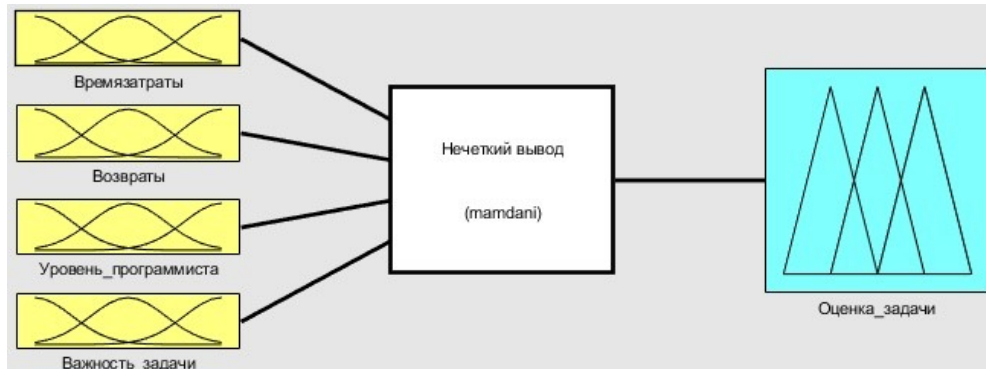 Времязатраты
Возвраты
Уровень_программиста
Важность_задачи
Нечеткий вывод
(mamdani)
Оценка_задачи